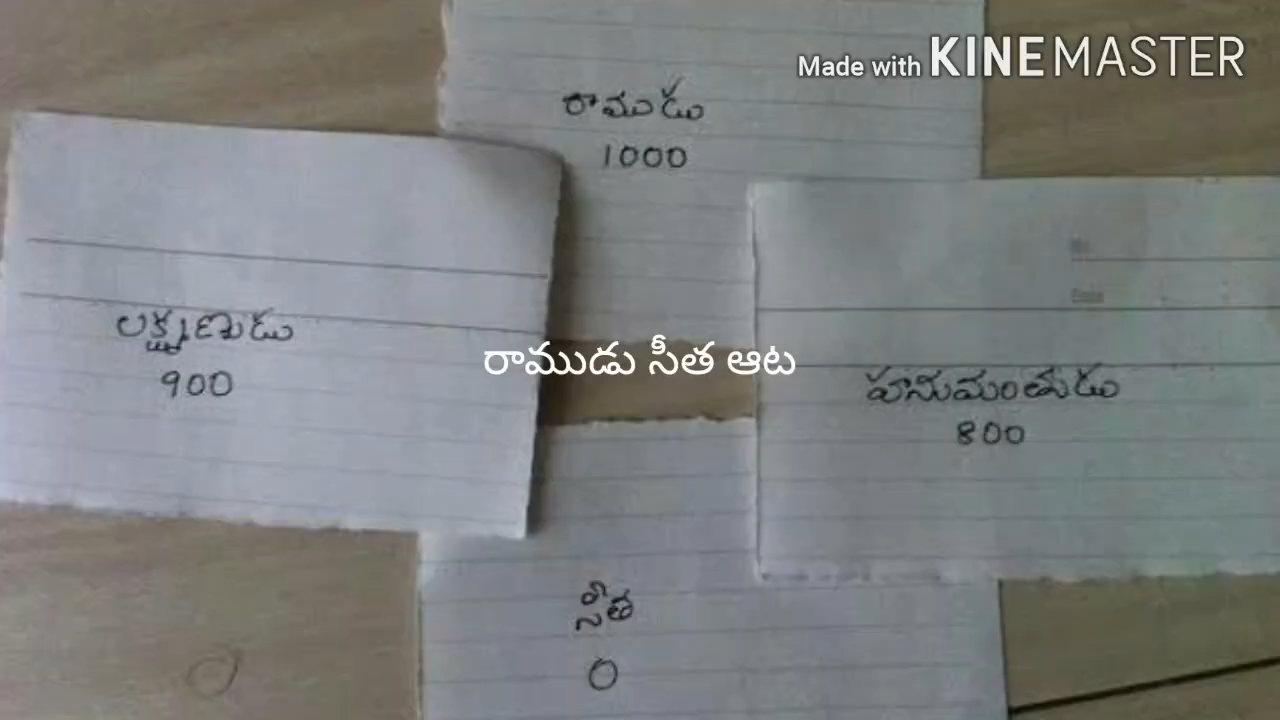 Made with KINEMASTER
రాముడు
1000
లక్ష్మణుడు
900
రాముడు సీత ఆట
హనుమంతుడు
800
సీత
0